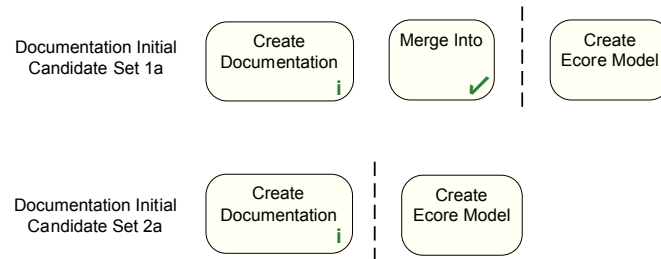 Documentation Initial
Candidate Set 1a
Create
Documentation
i
Merge Into
Create
Ecore Model
Documentation Initial
Candidate Set 2a
Create
Documentation
i
Create
Ecore Model